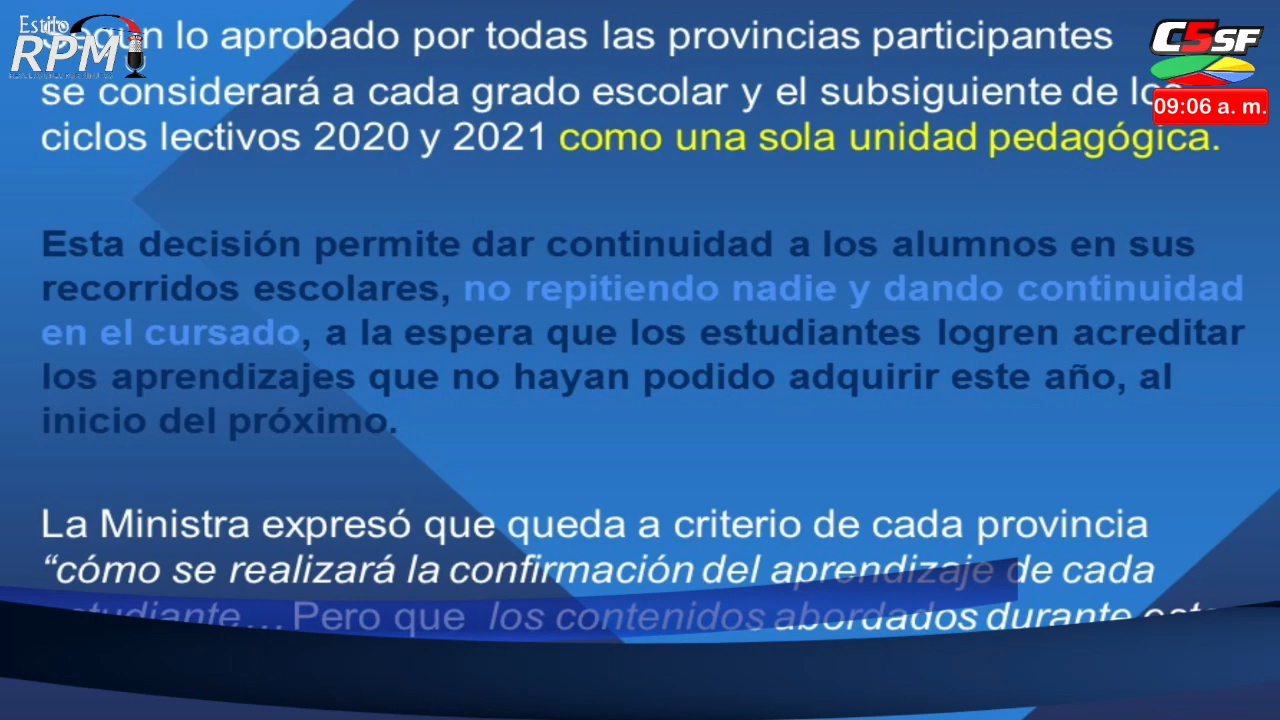 Estilo
RPM
C5SF
09:06 a. m.
Según lo aprobado por todas las provincias participantes
se considerará a cada grado escolar y el subsiguiente de los
ciclos lectivos 2020 y 2021 como una sola unidad pedagógica.
Esta decisión permite dar continuidad a los alumnos en sus
recorridos escolares, no repitiendo nadie y dando continuidad
en el cursado, a la espera que los estudiantes logren acreditar
los aprendizajes que no hayan podido adquirir este año, al
inicio del próximo.
La Ministra expresó que queda a criterio de cada provincia
“cómo se realizará la confirmación del aprendizaje de cada
estudiante… Pero que los contenidos abordados durante este